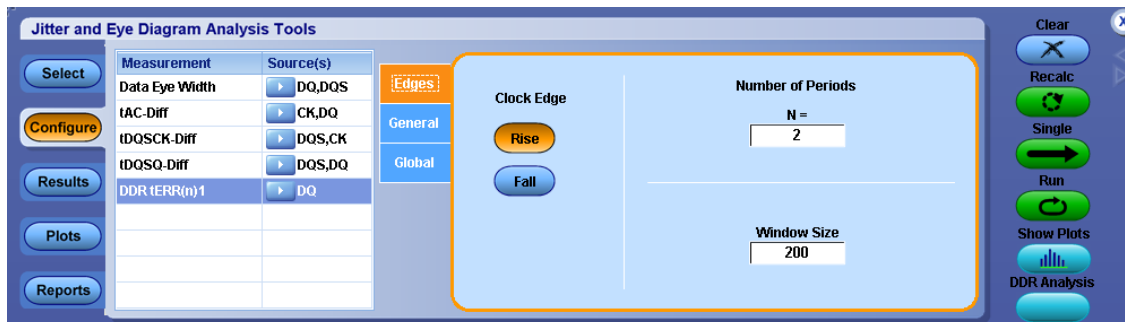 Jitter and Eye Diagram Analysis Tools
Select
Configure
Results
Plots
Reports
Measurement Source(s)
Data Eye Width DQ,DQS
tAC-Diff CK,DQ
tDQSCK-Diff DQS,CK
tDQSQ-Diff DQS,DQ
DDR tERR(n)1 DQ
Edges
General
Global
Clock Edge
Rise
Fall
Number of Periods
N =
2
Window Size
200
Clear
X
Recalc
Single
Run
Show Plots
DDR Analysis